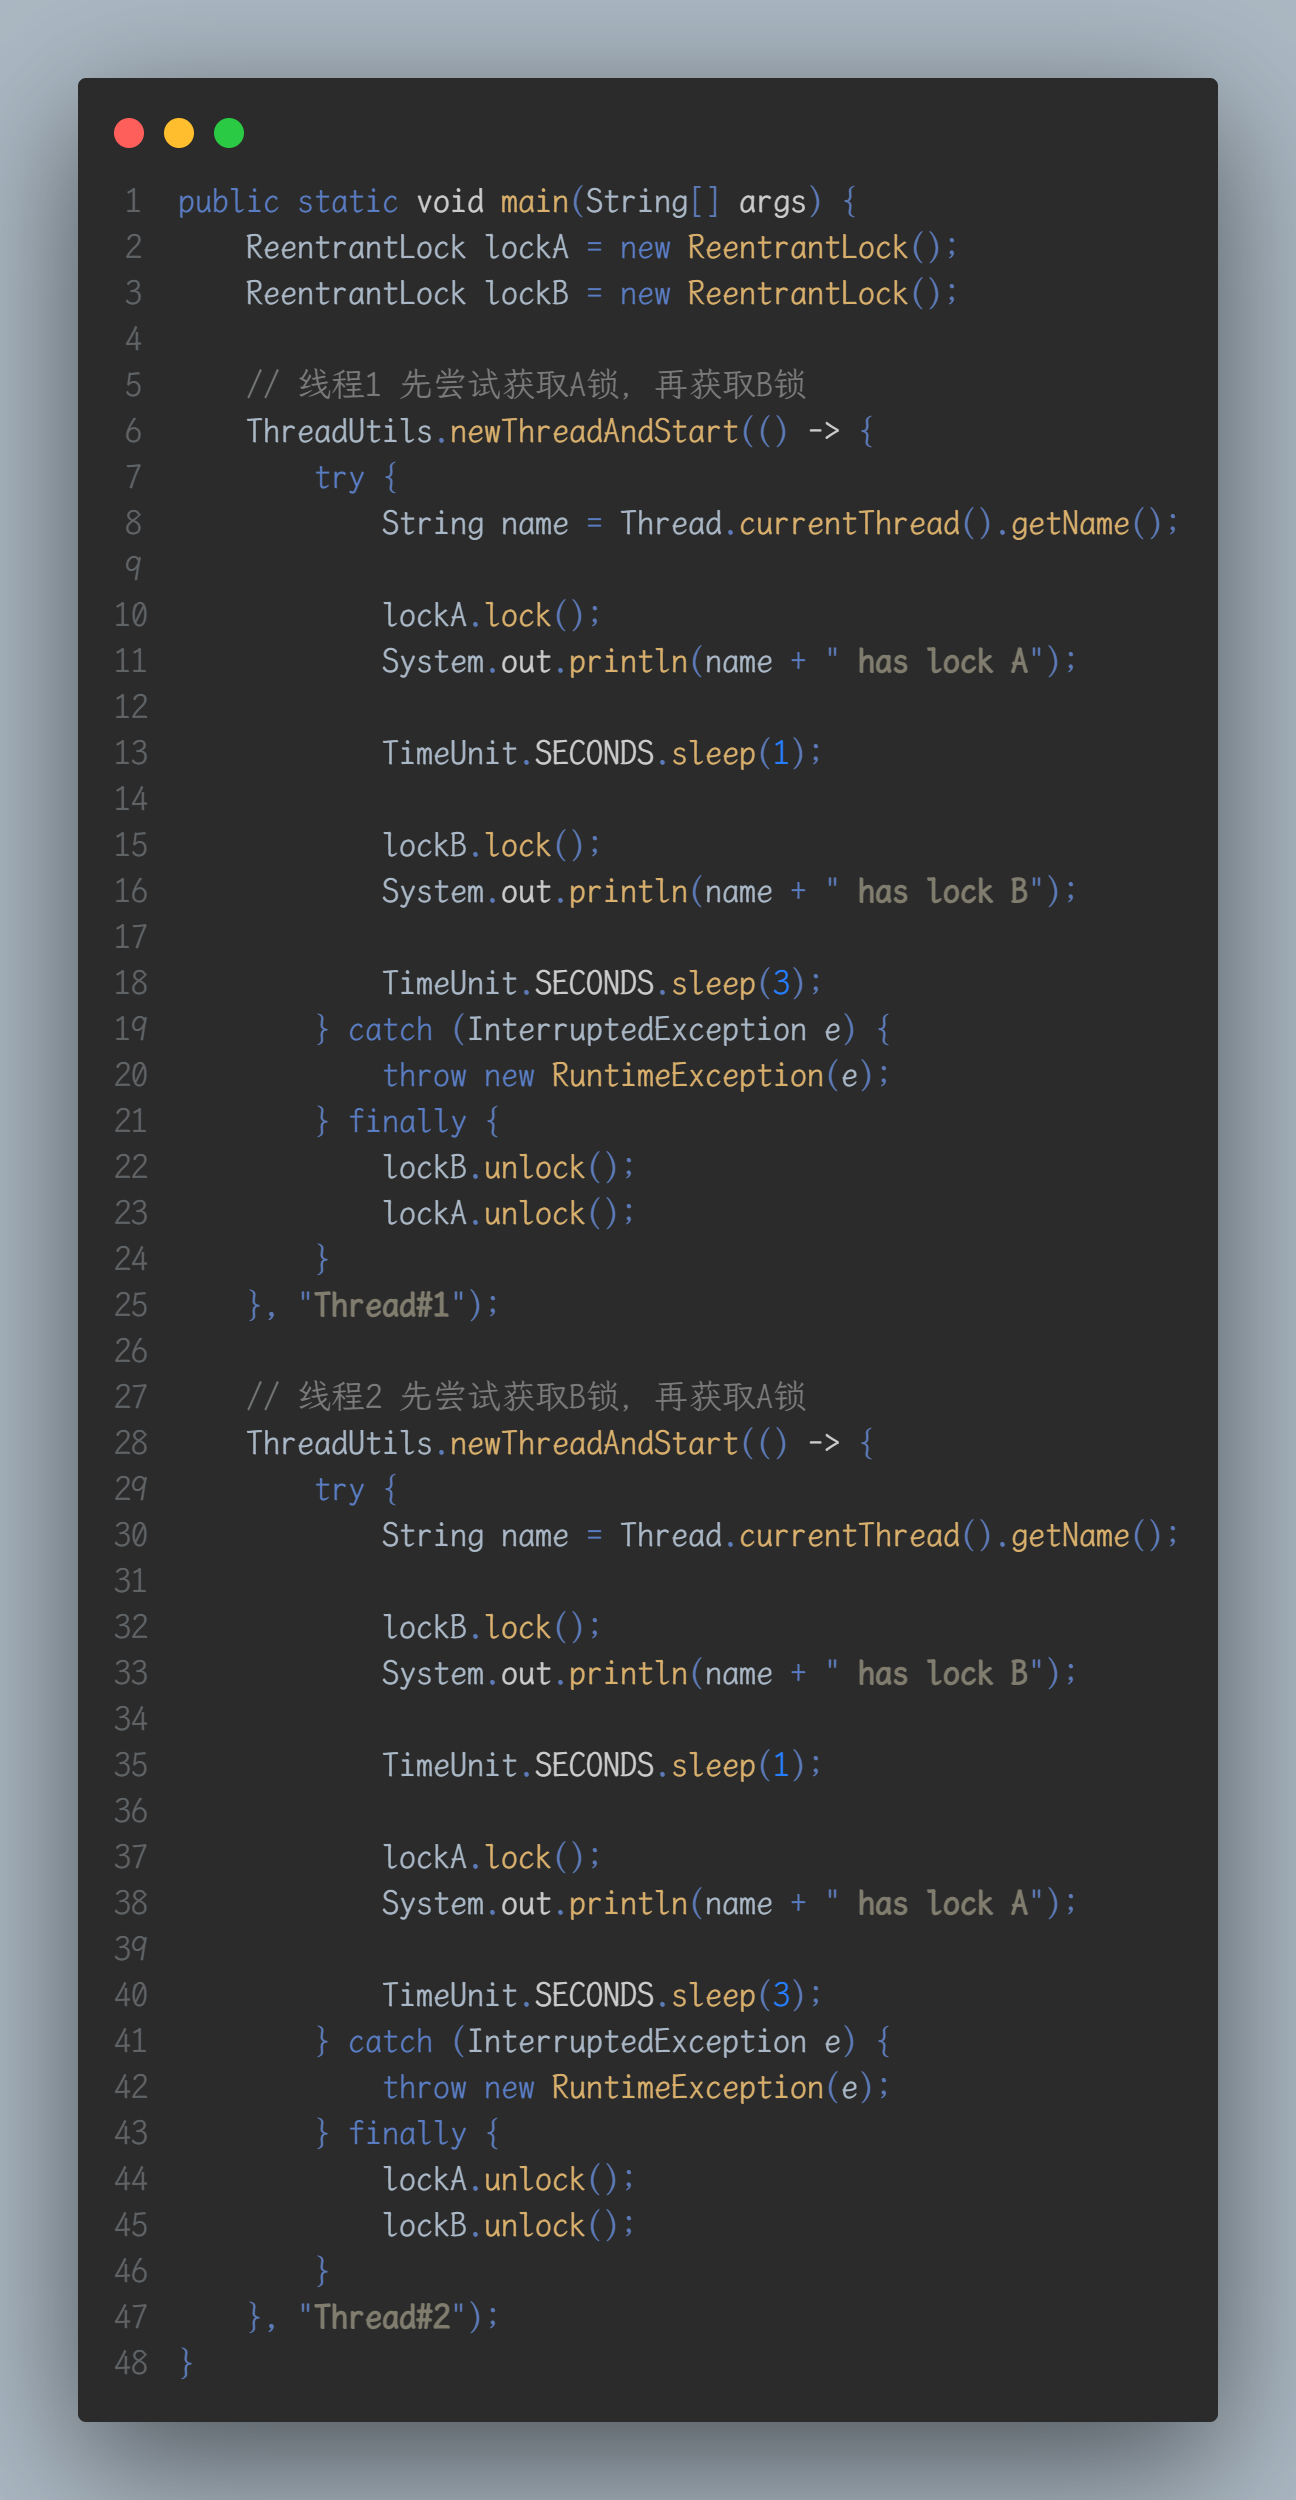 1 public static void main(String[] args) {
2     ReentrantLock lockA = new ReentrantLock();
3     ReentrantLock lockB = new ReentrantLock();
4
5     // 线程1 先尝试获取A锁, 再获取B锁
6     ThreadUtils.newThreadAndStart(() -> {
7         try {
8             String name = Thread.currentThread().getName();
9
10             lockA.lock();
11             System.out.println(name + " has lock A");
12
13             TimeUnit.SECONDS.sleep(1);
14
15             lockB.lock();
16             System.out.println(name + " has lock B");
17
18             TimeUnit.SECONDS.sleep(3);
19         } catch (InterruptedException e) {
20             throw new RuntimeException(e);
21         } finally {
22             lockB.unlock();
23             lockA.unlock();
24         }
25     }, "Thread#1");
26
27     // 线程2 先尝试获取B锁, 再获取A锁
28     ThreadUtils.newThreadAndStart(() -> {
29         try {
30             String name = Thread.currentThread().getName();
31
32             lockB.lock();
33             System.out.println(name + " has lock B");
34
35             TimeUnit.SECONDS.sleep(1);
36
37             lockA.lock();
38             System.out.println(name + " has lock A");
39
40             TimeUnit.SECONDS.sleep(3);
41         } catch (InterruptedException e) {
42             throw new RuntimeException(e);
43         } finally {
44             lockA.unlock();
45             lockB.unlock();
46         }
47     }, "Thread#2");
48 }